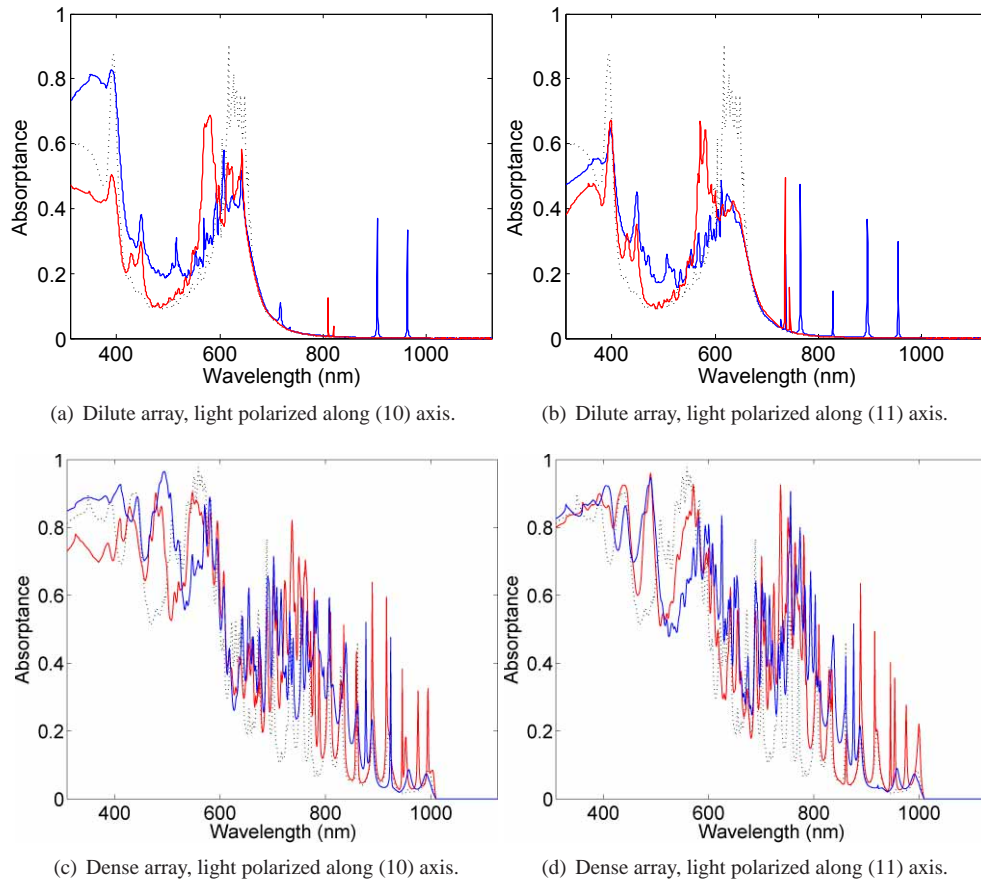 1
0.8
0.6
0.4
0.2
0
Absorptance
400 600 800 1000
Wavelength (nm)
(a) Dilute array, light polarized along (10) axis.
1
0.8
0.6
0.4
0.2
0
Absorptance
400 600 800 1000
Wavelength (nm)
(b) Dilute array, light polarized along (11) axis.
1
0.8
0.6
0.4
0.2
0
Absorptance
400 600 800 1000
Wavelength (nm)
(c) Dense array, light polarized along (10) axis.
1
0.8
0.6
0.4
0.2
0
Absorptance
400 600 800 1000
Wavelength (nm)
(d) Dense array, light polarized along (11) axis.